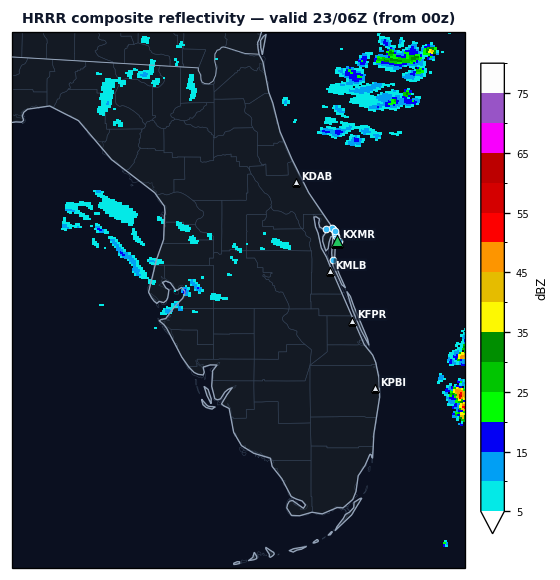 HRRR composite reflectivity — valid 23/06Z (from 00z)
75
65
55
45
35
25
15
5
dBZ
KDAB
KXMR
KMLB
KFPR
KPBI